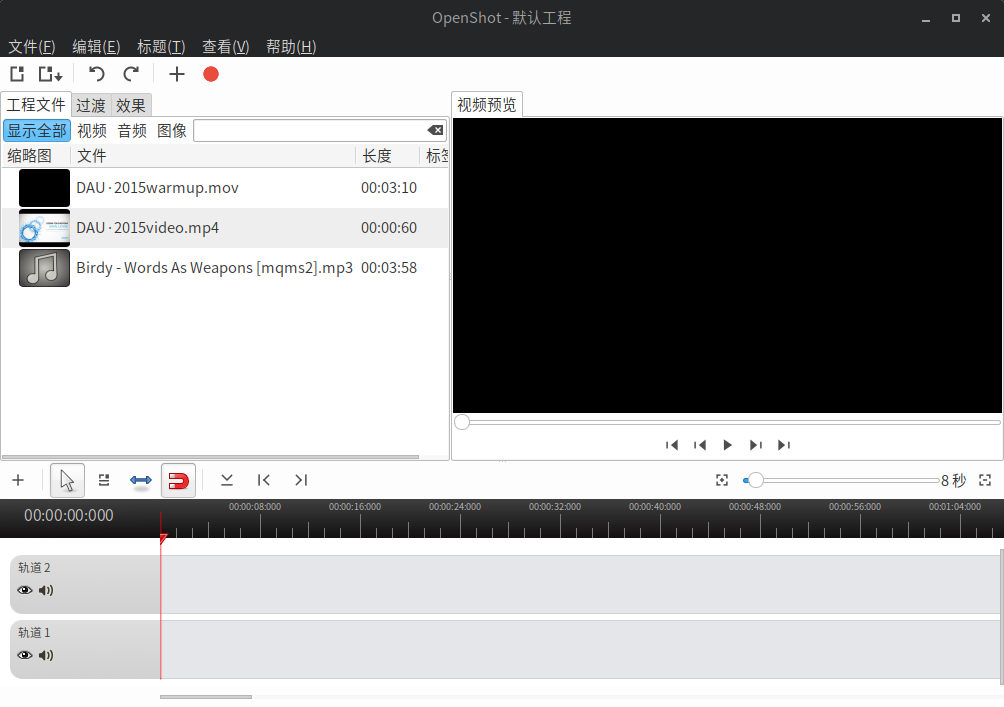 OpenShot - 默认工程
文件(F) 编辑(E) 标题(T) 查看(V) 帮助(H)
工程文件 过渡 效果
显示全部 视频 音频 图像
缩略图 文件 长度 标签
DAU·2015warmup.mov 00:03:10
DAU·2015video.mp4 00:00:60
Birdy - Words As Weapons [mqms2].mp3 00:03:58
视频预览
8 秒
00:00:00:000
00:00:08:000 00:00:16:000 00:00:24:000 00:00:32:000 00:00:40:000 00:00:48:000 00:00:56:000 00:01:04:000
轨道 2
轨道 1